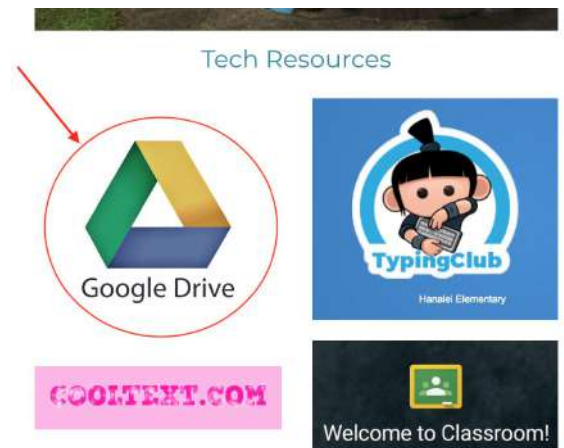 Tech Resources
Google Drive
TypingClub
Hanalei Elementary
COOLTEXT.COM
Welcome to Classroom!